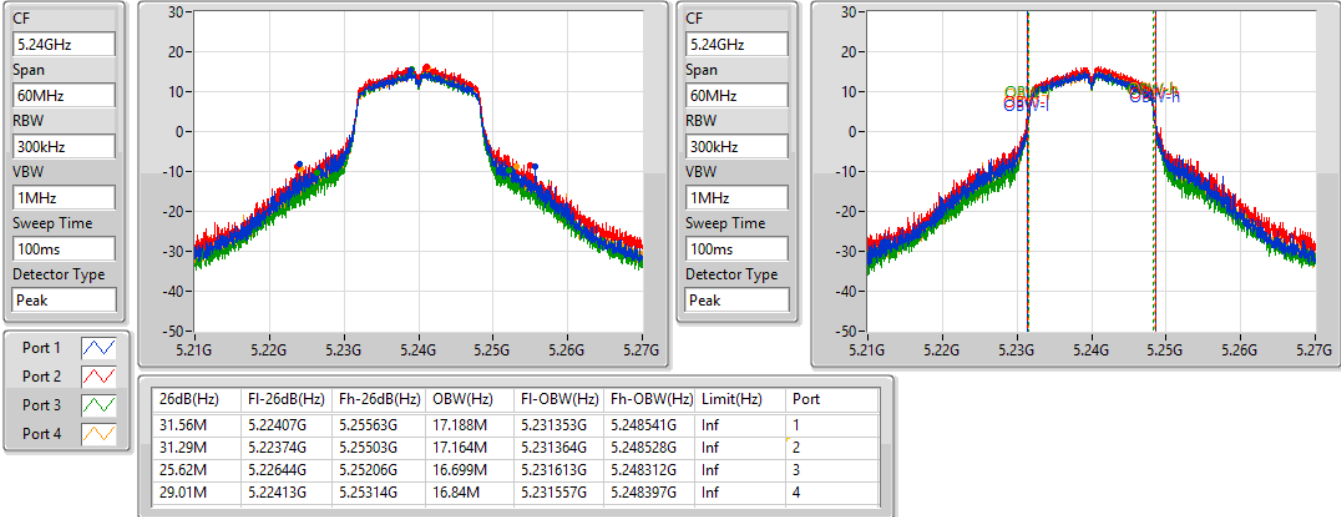 CF
5.24GHz
Span
60MHz
RBW
300kHz
VBW
1MHz
Sweep Time
100ms
Detector Type
Peak
30
20
10
0
-10
-20
-30
-40
-50
5.21G 5.22G 5.23G 5.24G 5.25G 5.26G 5.27G
CF
5.24GHz
Span
60MHz
RBW
300kHz
VBW
1MHz
Sweep Time
100ms
Detector Type
Peak
30
20
10
0
-10
-20
-30
-40
-50
OBW-l
OBW-h
5.21G 5.22G 5.23G 5.24G 5.25G 5.26G 5.27G
Port 1
Port 2
Port 3
Port 4
26dB(Hz) Fl-26dB(Hz) Fh-26dB(Hz) OBW(Hz) Fl-OBW(Hz) Fh-OBW(Hz) Limit(Hz) Port
31.56M 5.22407G 5.25563G 17.188M 5.231353G 5.248541G Inf 1
31.29M 5.22374G 5.25503G 17.164M 5.231364G 5.248528G Inf 2
25.62M 5.22644G 5.25206G 16.699M 5.231613G 5.248312G Inf 3
29.01M 5.22413G 5.25314G 16.84M 5.231557G 5.248397G Inf 4